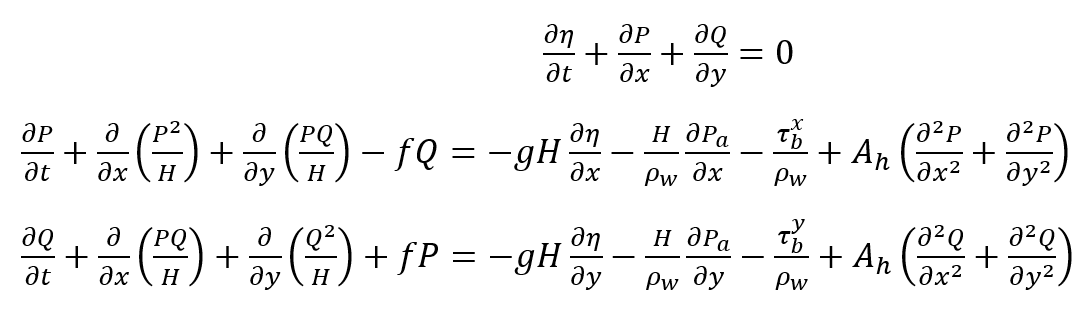 ∂η/∂t + ∂P/∂x + ∂Q/∂y = 0
∂P/∂t + ∂/∂x (P²/H) + ∂/∂y (PQ/H) − fQ = −gH ∂η/∂x − H/ρ_w ∂P_a/∂x − τ_b^x/ρ_w + A_h (∂²P/∂x² + ∂²P/∂y²)
∂Q/∂t + ∂/∂x (PQ/H) + ∂/∂y (Q²/H) + fP = −gH ∂η/∂y − H/ρ_w ∂P_a/∂y − τ_b^y/ρ_w + A_h (∂²Q/∂x² + ∂²Q/∂y²)